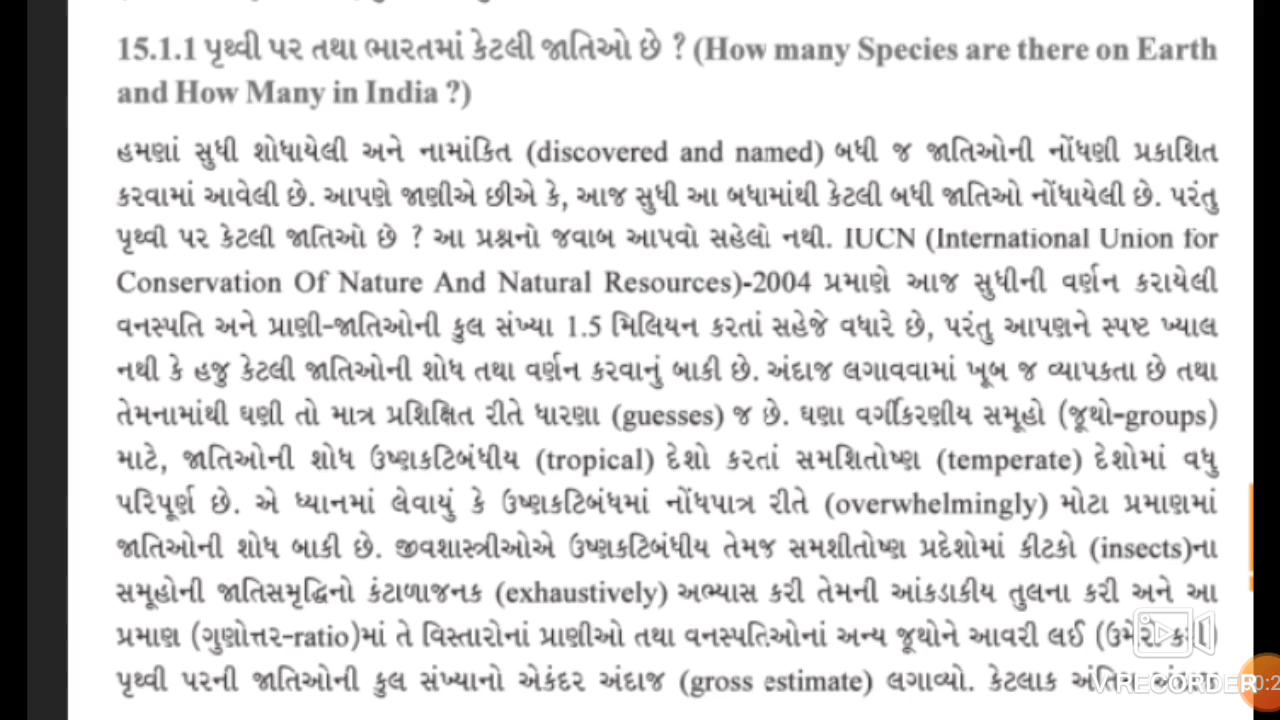 15.1.1 પૃથ્વી પર તથા ભારતમાં કેટલી જાતિઓ છે ? (How many Species are there on Earth
and How Many in India ?)
હમણાં સુધી શોધાયેલી અને નામાંકિત (discovered and named) બધી જ જાતિઓની નોંધણી પ્રકાશિત
કરવામાં આવેલી છે. આપણે જાણીએ છીએ કે, આજ સુધી આ બધામાંથી કેટલી બધી જાતિઓ નોંધાયેલી છે. પરંતુ
પૃથ્વી પર કેટલી જાતિઓ છે ? આ પ્રશ્નનો જવાબ આપવો સહેલો નથી. IUCN (International Union for
Conservation Of Nature And Natural Resources)-2004 પ્રમાણે આજ સુધીની વર્ણન કરાયેલી
વનસ્પતિ અને પ્રાણી-જાતિઓની કુલ સંખ્યા 1.5 મિલિયન કરતાં સહેજે વધારે છે, પરંતુ આપણને સ્પષ્ટ ખ્યાલ
નથી કે હજુ કેટલી જાતિઓની શોધ તથા વર્ણન કરવાનું બાકી છે. અંદાજ લગાવવામાં ખૂબ જ વ્યાપકતા છે તથા
તેમનામાંથી ઘણી તો માત્ર પ્રશિક્ષિત રીતે ધારણા (guesses) જ છે. ઘણા વર્ગીકરણીય સમૂહો (જૂથો-groups)
માટે, જાતિઓની શોધ ઉષ્ણકટિબંધીય (tropical) દેશો કરતાં સમશિતોષ્ણ (temperate) દેશોમાં વધુ
પરિપૂર્ણ છે. એ ધ્યાનમાં લેવાયું કે ઉષ્ણકટિબંધમાં નોંધપાત્ર રીતે (overwhelmingly) મોટા પ્રમાણમાં
જાતિઓની શોધ બાકી છે. જીવશાસ્ત્રીઓએ ઉષ્ણકટિબંધીય તેમજ સમશીતોષ્ણ પ્રદેશોમાં કીટકો (insects)ના
સમૂહોની જાતિસમૃદ્ધિનો કંટાળાજનક (exhaustively) અભ્યાસ કરી તેમની આંકડાકીય તુલના કરી અને આ
પ્રમાણ (ગુણોત્તર-ratio)માં તે વિસ્તારોનાં પ્રાણીઓ તથા વનસ્પતિઓનાં અન્ય જૂથોને આવરી લઈ (ઉમેરો કરી)
પૃથ્વી પરની જાતિઓની કુલ સંખ્યાનો એકંદર અંદાજ (gross estimate) લગાવ્યો. કેટલાક અંતિમ
V RECORDER